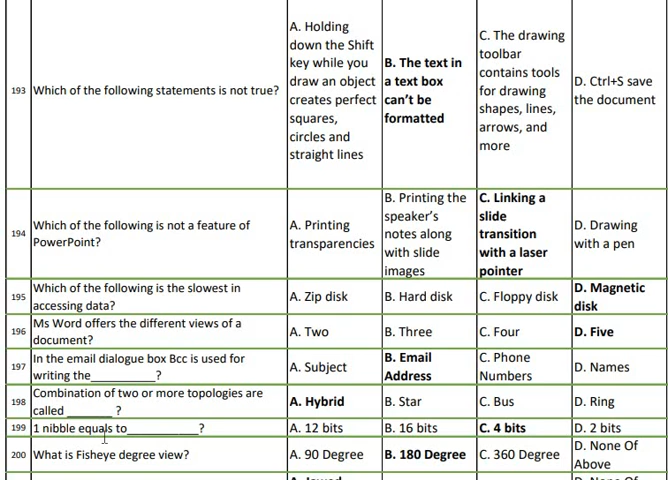 193 Which of the following statements is not true?
A. Holding
down the Shift
key while you
draw an object
creates perfect
squares,
circles and
straight lines
B. The text in
a text box
can't be
formatted
C. The drawing
toolbar
contains tools
for drawing
shapes, lines,
arrows, and
more
D. Ctrl+S save
the document
194 Which of the following is not a feature of
PowerPoint?
A. Printing
transparencies
B. Printing the
speaker's
notes along
with slide
images
C. Linking a
slide
transition
with a laser
pointer
D. Drawing
with a pen
195 Which of the following is the slowest in
accessing data?
A. Zip disk
B. Hard disk
C. Floppy disk
D. Magnetic
disk
196 Ms Word offers the different views of a
document?
A. Two
B. Three
C. Four
D. Five
197 In the email dialogue box Bcc is used for
writing the__________?
A. Subject
B. Email
Address
C. Phone
Numbers
D. Names
198 Combination of two or more topologies are
called _______ ?
A. Hybrid
B. Star
C. Bus
D. Ring
199 1 nibble equals to___________?
A. 12 bits
B. 16 bits
C. 4 bits
D. 2 bits
200 What is Fisheye degree view?
A. 90 Degree
B. 180 Degree
C. 360 Degree
D. None Of
Above